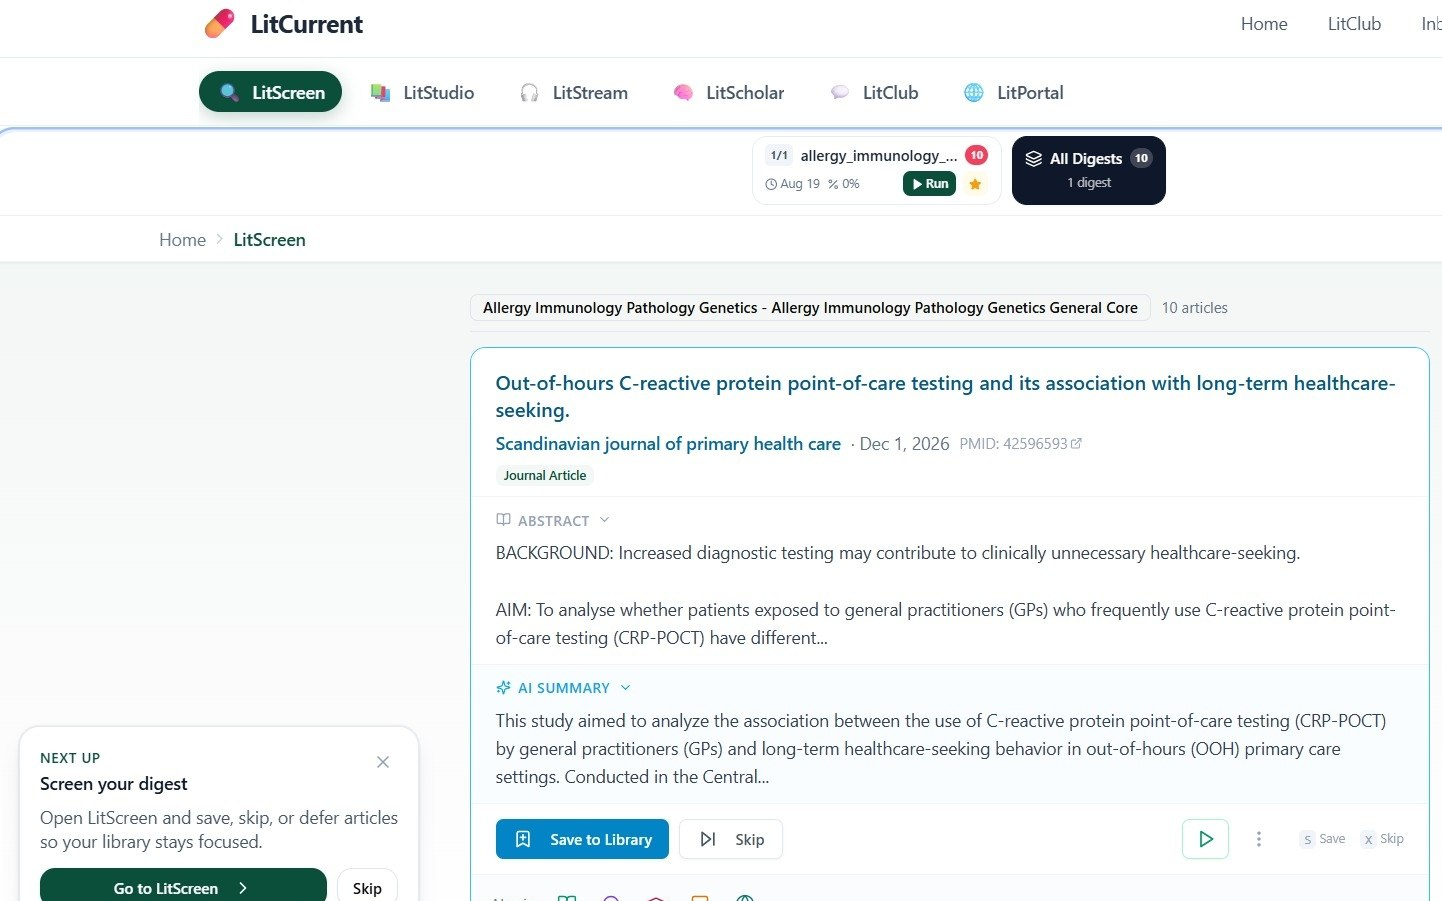 LitCurrent
Home LitClub Inb
LitScreen LitStudio LitStream LitScholar LitClub LitPortal
1/1 allergy_immunology_... 10
Aug 19 % 0% Run
All Digests 10
1 digest
Home > LitScreen
Allergy Immunology Pathology Genetics - Allergy Immunology Pathology Genetics General Core 10 articles
Out-of-hours C-reactive protein point-of-care testing and its association with long-term healthcare-
seeking.
Scandinavian journal of primary health care · Dec 1, 2026 PMID: 42596593
Journal Article
ABSTRACT
BACKGROUND: Increased diagnostic testing may contribute to clinically unnecessary healthcare-seeking.
AIM: To analyse whether patients exposed to general practitioners (GPs) who frequently use C-reactive protein point-
of-care testing (CRP-POCT) have different...
AI SUMMARY
This study aimed to analyze the association between the use of C-reactive protein point-of-care testing (CRP-POCT)
by general practitioners (GPs) and long-term healthcare-seeking behavior in out-of-hours (OOH) primary care
settings. Conducted in the Central...
Save to Library Skip S Save X Skip
NEXT UP
Screen your digest
Open LitScreen and save, skip, or defer articles
so your library stays focused.
Go to LitScreen > Skip